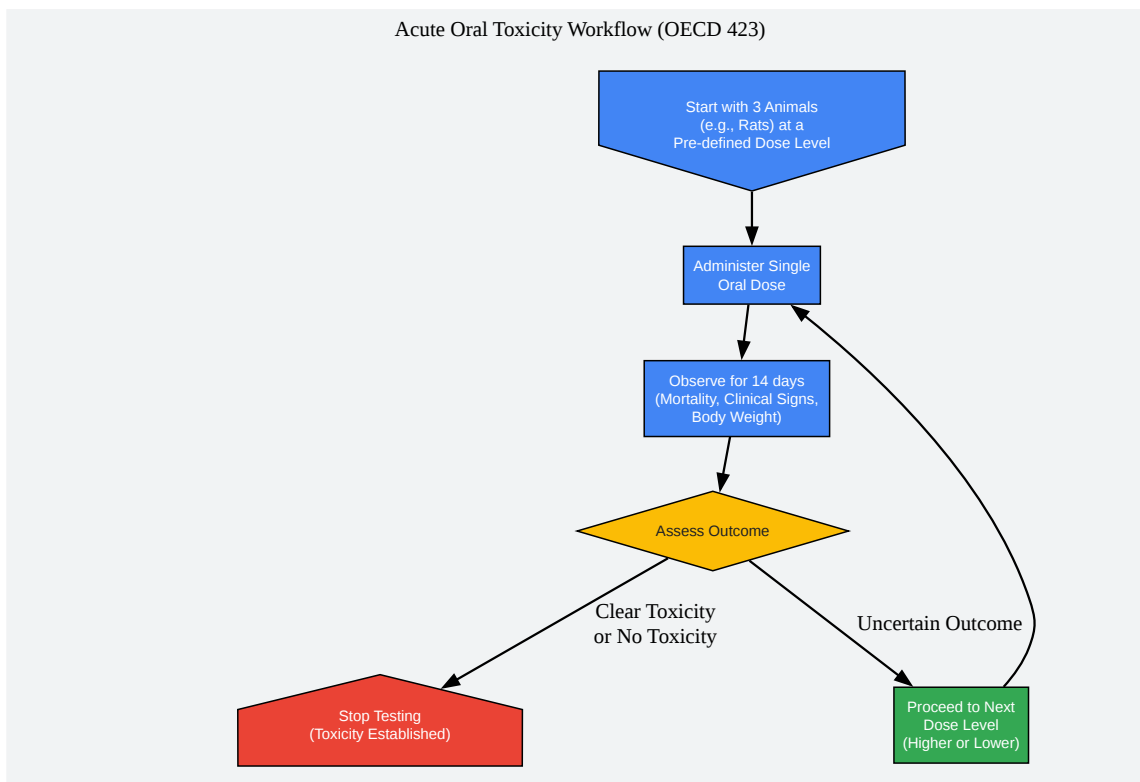 Acute Oral Toxicity Workflow (OECD 423)
Start with 3 Animals
(e.g., Rats) at a
Pre-defined Dose Level
Administer Single
Oral Dose
Observe for 14 days
(Mortality, Clinical Signs,
Body Weight)
Assess Outcome
Clear Toxicity
or No Toxicity
Uncertain Outcome
Stop Testing
(Toxicity Established)
Proceed to Next
Dose Level
(Higher or Lower)